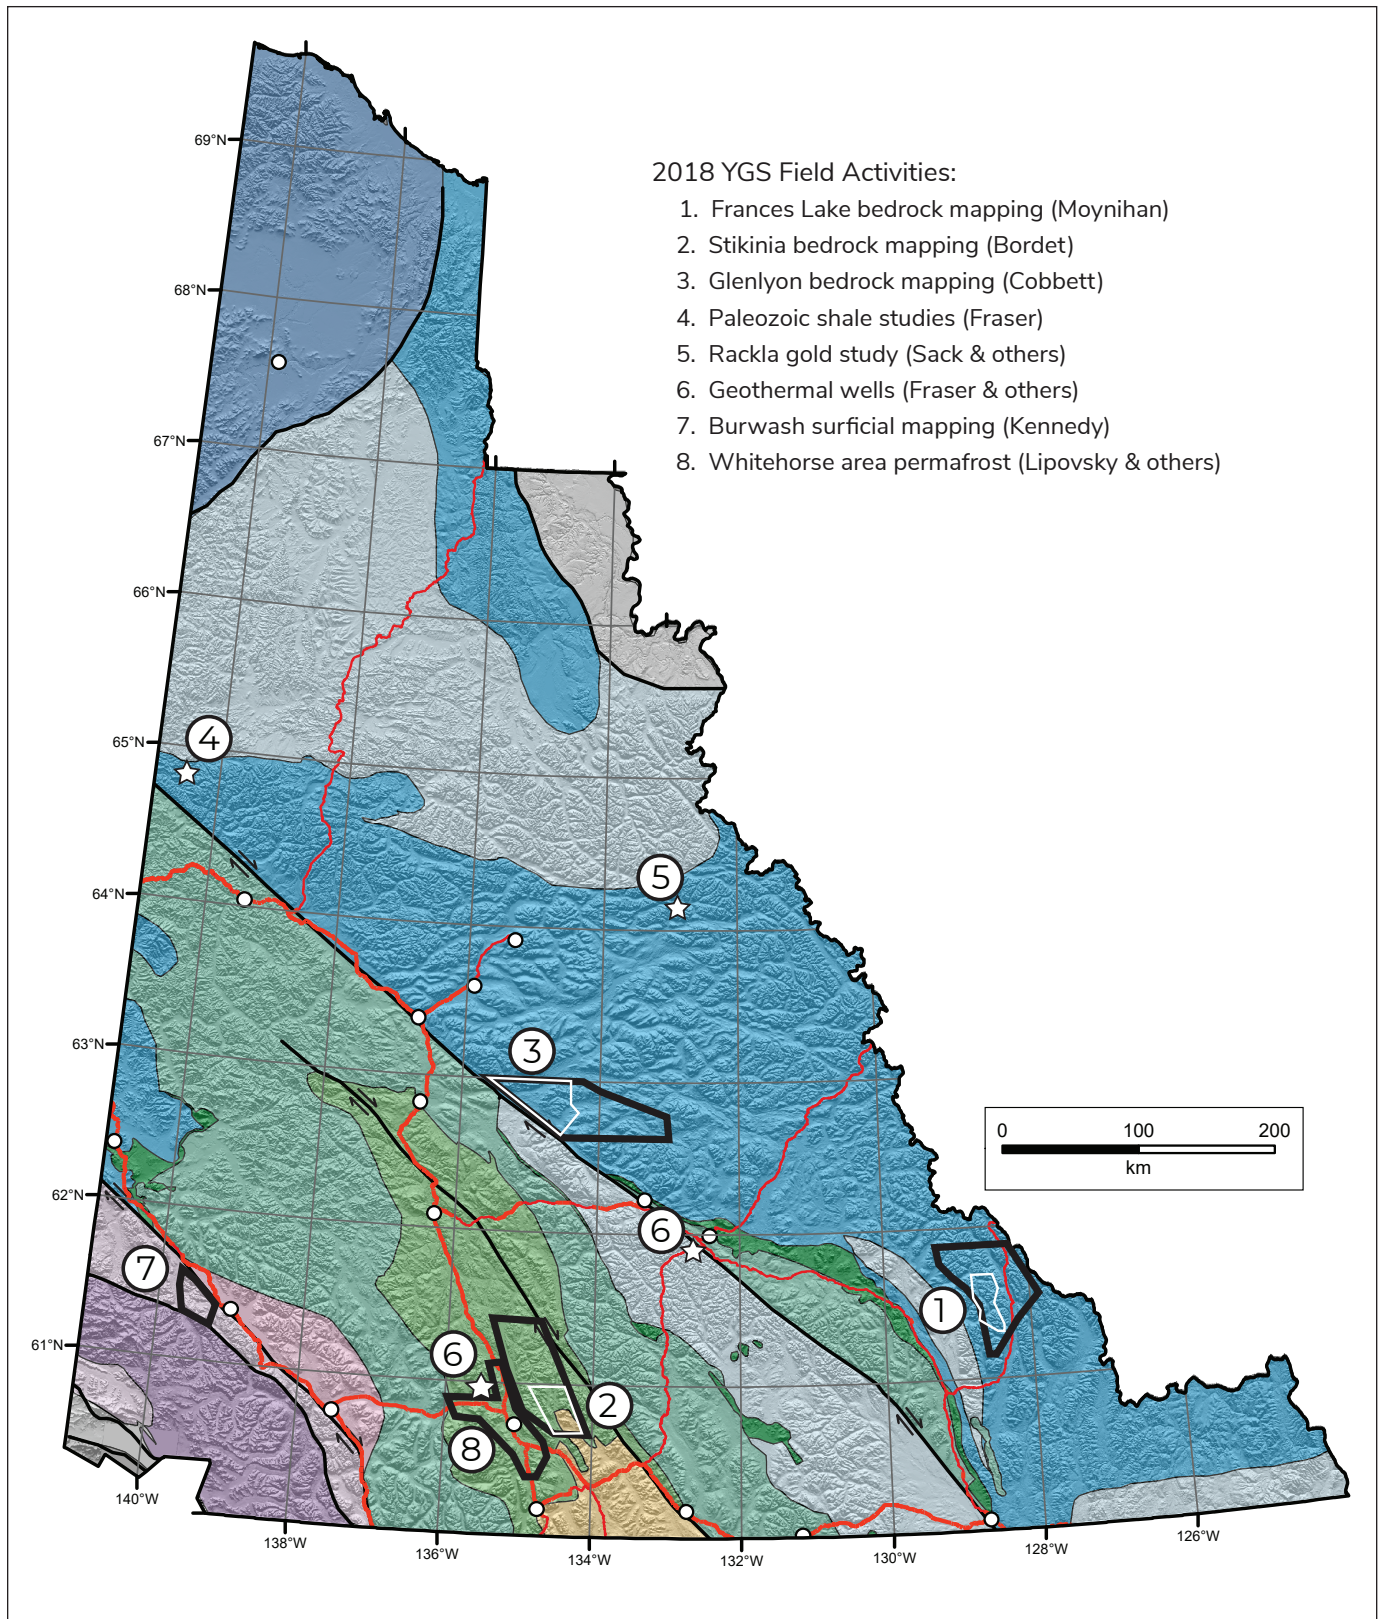 2018 YGS Field Activities:
1. Frances Lake bedrock mapping (Moynihan)
2. Stikinia bedrock mapping (Bordet)
3. Glenlyon bedrock mapping (Cobbett)
4. Paleozoic shale studies (Fraser)
5. Rackla gold study (Sack & others)
6. Geothermal wells (Fraser & others)
7. Burwash surficial mapping (Kennedy)
8. Whitehorse area permafrost (Lipovsky & others)
69°N
68°N
67°N
66°N
65°N
4
5
64°N
63°N
3
0 100 200
km
62°N
6
7
1
61°N
6
2
8
140°W
138°W
136°W
134°W
132°W
130°W
128°W
126°W